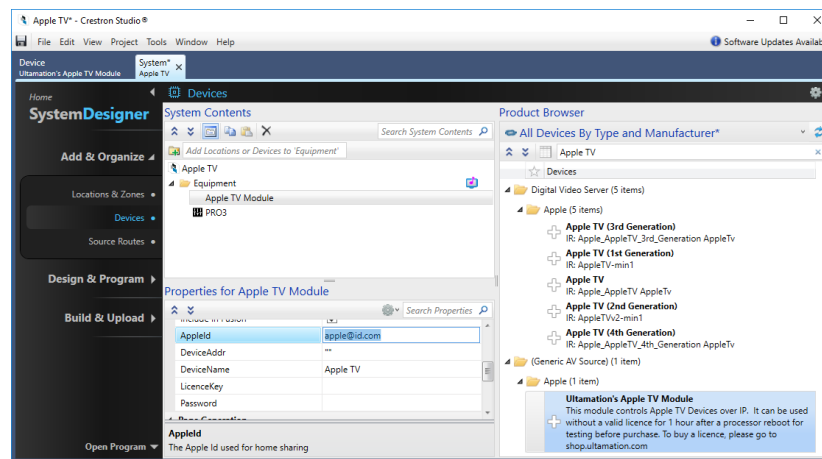 Apple TV* - Crestron Studio®
File Edit View Project Tools Window Help
Software Updates Availab
Device
Ultamation's Apple TV Module
System*
Apple TV
Home
SystemDesigner
Add & Organize
Locations & Zones
Devices
Source Routes
Design & Program
Build & Upload
Open Program
Devices
System Contents
Search System Contents
Add Locations or Devices to 'Equipment'
Apple TV
Equipment
Apple TV Module
PRO3
Properties for Apple TV Module
Search Properties
Include in Fusion
AppleId apple@id.com
DeviceAddr ""
DeviceName Apple TV
LicenceKey
Password
Page Generation
AppleId
The Apple Id used for home sharing
Product Browser
All Devices By Type and Manufacturer*
Apple TV
Devices
Digital Video Server (5 items)
Apple (5 items)
Apple TV (3rd Generation)
IR: Apple_AppleTV_3rd_Generation AppleTv
Apple TV (1st Generation)
IR: AppleTV-min1
Apple TV
IR: Apple_AppleTV AppleTv
Apple TV (2nd Generation)
IR: AppleTVv2-min1
Apple TV (4th Generation)
IR: Apple_AppleTV_4th_Generation AppleTv
(Generic AV Source) (1 item)
Apple (1 item)
Ultamation's Apple TV Module
This module controls Apple TV Devices over IP. It can be used
without a valid licence for 1 hour after a processor reboot for
testing before purchase. To buy a licence, please go to
shop.ultamation.com